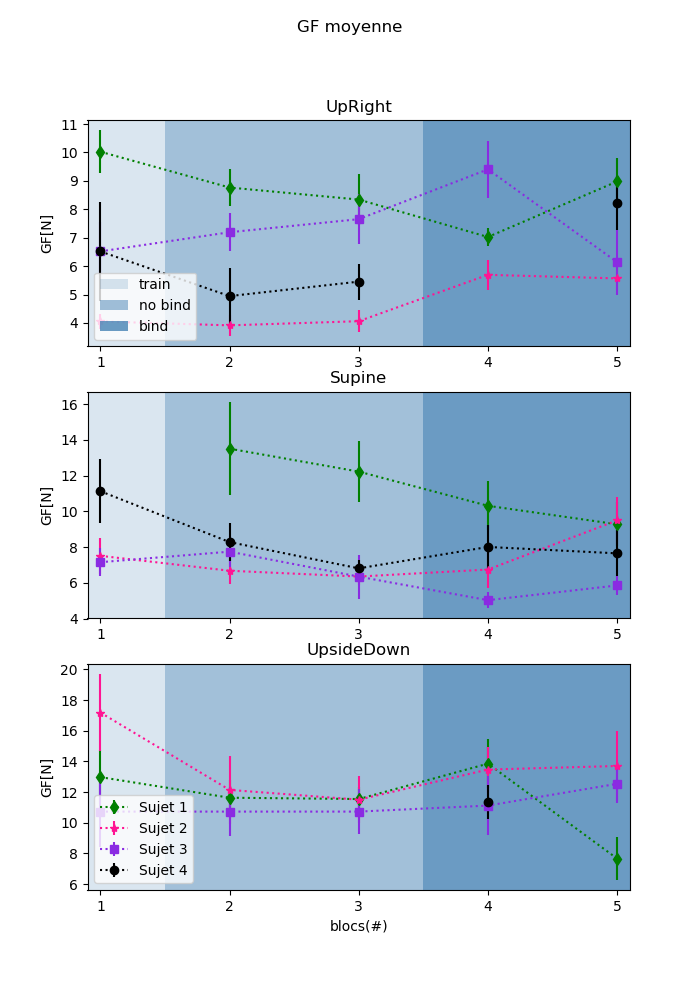 GF moyenne
UpRight
11
10
9
8
7
6
5
4
GF[N]
train
no bind
bind
1 2 3 4 5
Supine
16
14
12
10
8
6
4
GF[N]
1 2 3 4 5
UpsideDown
20
18
16
14
12
10
8
6
GF[N]
Sujet 1
Sujet 2
Sujet 3
Sujet 4
1 2 3 4 5
blocs(#)